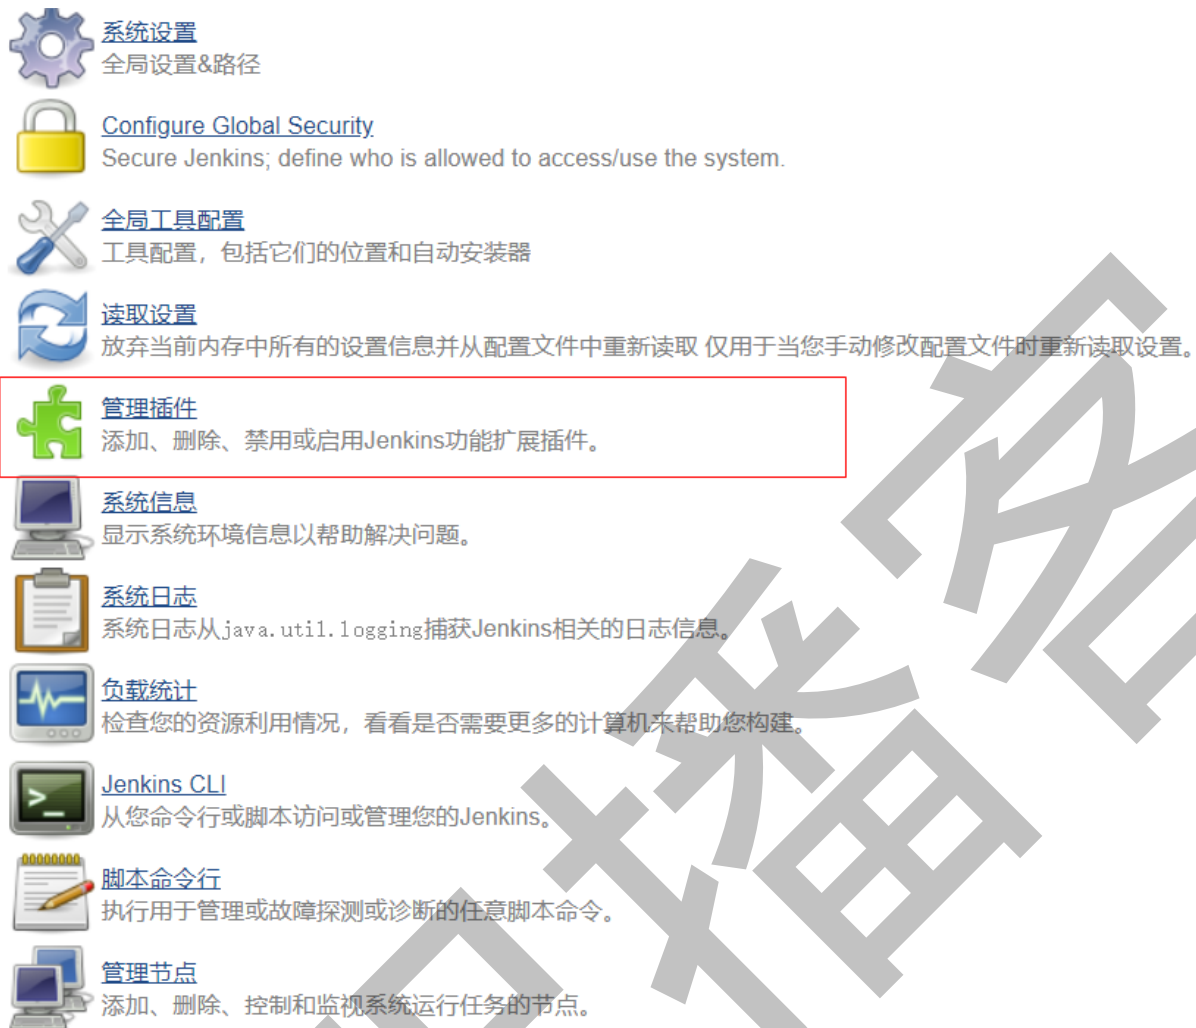 系统设置
全局设置&路径
Configure Global Security
Secure Jenkins; define who is allowed to access/use the system.
全局工具配置
工具配置，包括它们的位置和自动安装器
读取设置
放弃当前内存中所有的设置信息并从配置文件中重新读取 仅用于当您手动修改配置文件时重新读取设置。
管理插件
添加、删除、禁用或启用Jenkins功能扩展插件。
系统信息
显示系统环境信息以帮助解决问题。
系统日志
系统日志从java.util.logging捕获Jenkins相关的日志信息。
负载统计
检查您的资源利用情况，看看是否需要更多的计算机来帮助您构建。
Jenkins CLI
从您命令行或脚本访问或管理您的Jenkins。
脚本命令行
执行用于管理或故障探测或诊断的任意脚本命令。
管理节点
添加、删除、控制和监视系统运行任务的节点。
播客